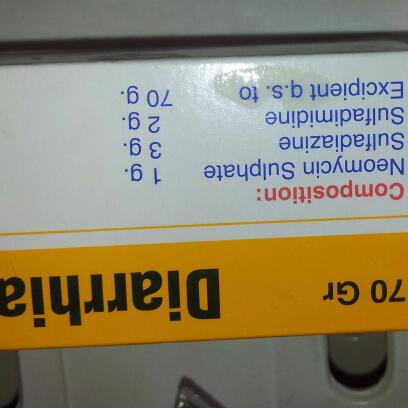 70 Gr Diarrhia
Composition:
Neomycin Sulphate 1 g.
Sulfadiazine 3 g.
Sulfadimidine 2 g.
Excipient q.s. to 70 g.